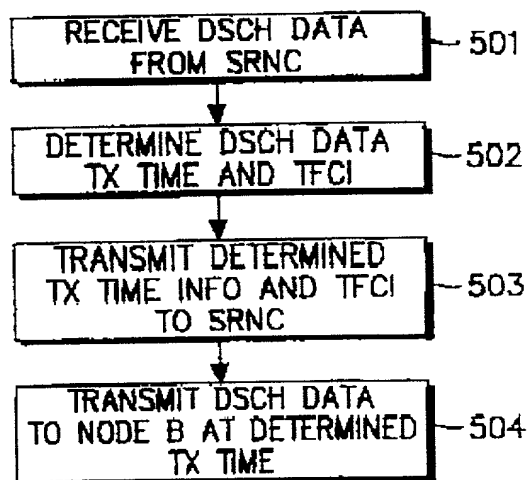 RECEIVE DSCH DATA
FROM SRNC
501
DETERMINE DSCH DATA
TX TIME AND TFCI
502
TRANSMIT DETERMINED
TX TIME INFO AND TFCI
TO SRNC
503
TRANSMIT DSCH DATA
TO NODE B AT DETERMINED
TX TIME
504